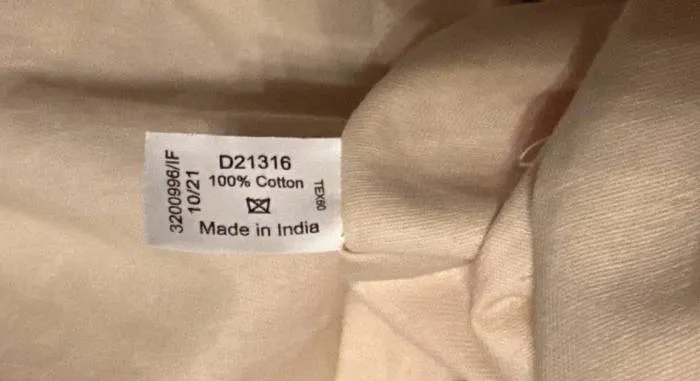 3200996/IF
10/21
D21316
100% Cotton
Made in India
TEX60